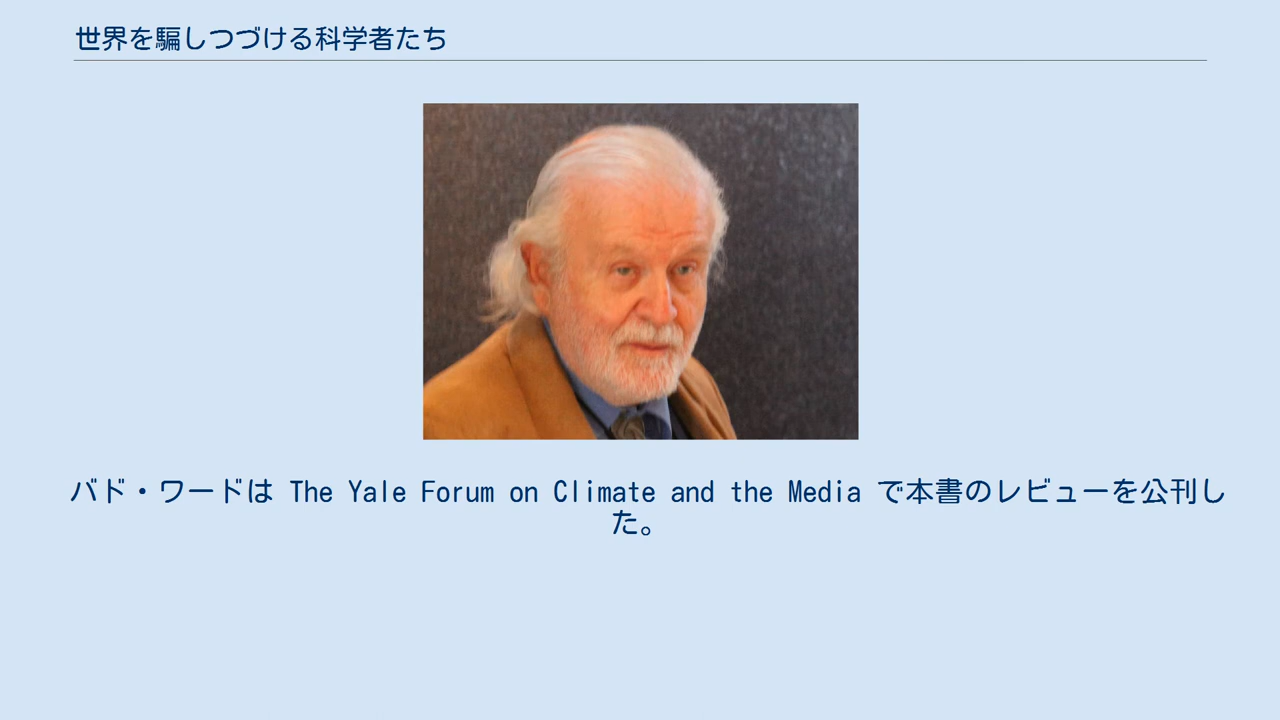 世界を騙しつづける科学者たち
バド・ワードは The Yale Forum on Climate and the Media で本書のレビューを公刊し
た。